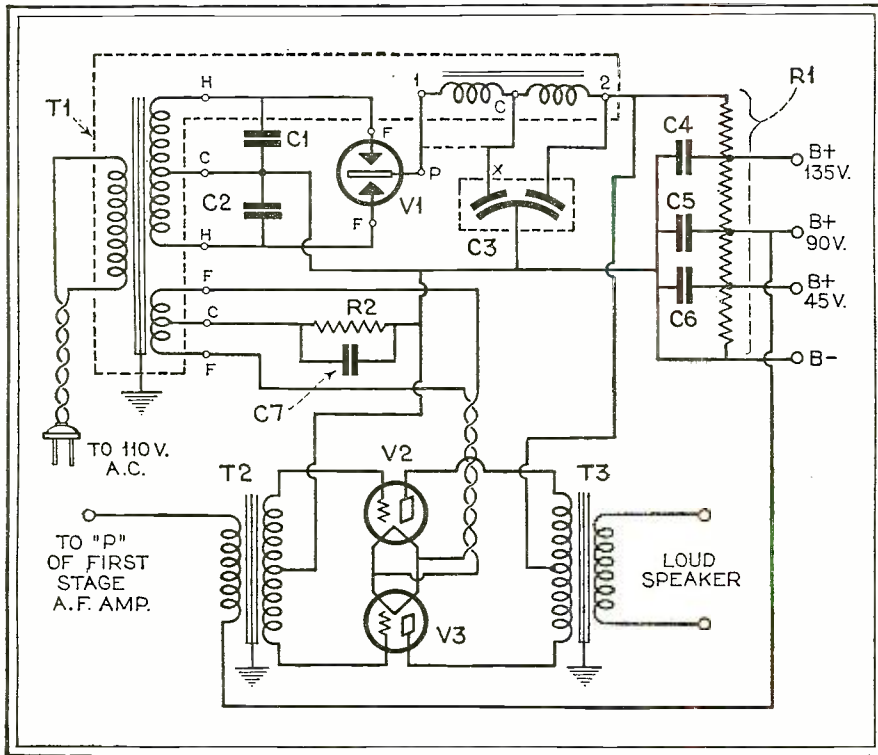 T1
H
C
H
F
C
F
C1
C2
F
P
V1
F
1
C
2
X
C3
R1
C4
C5
C6
B+
135V.
B+
90V.
B+
45V.
B-
R2
C7
TO 110V.
A.C.
T2
V2
V3
T3
TO "P"
OF FIRST
STAGE
A.F. AMP.
LOUD
SPEAKER